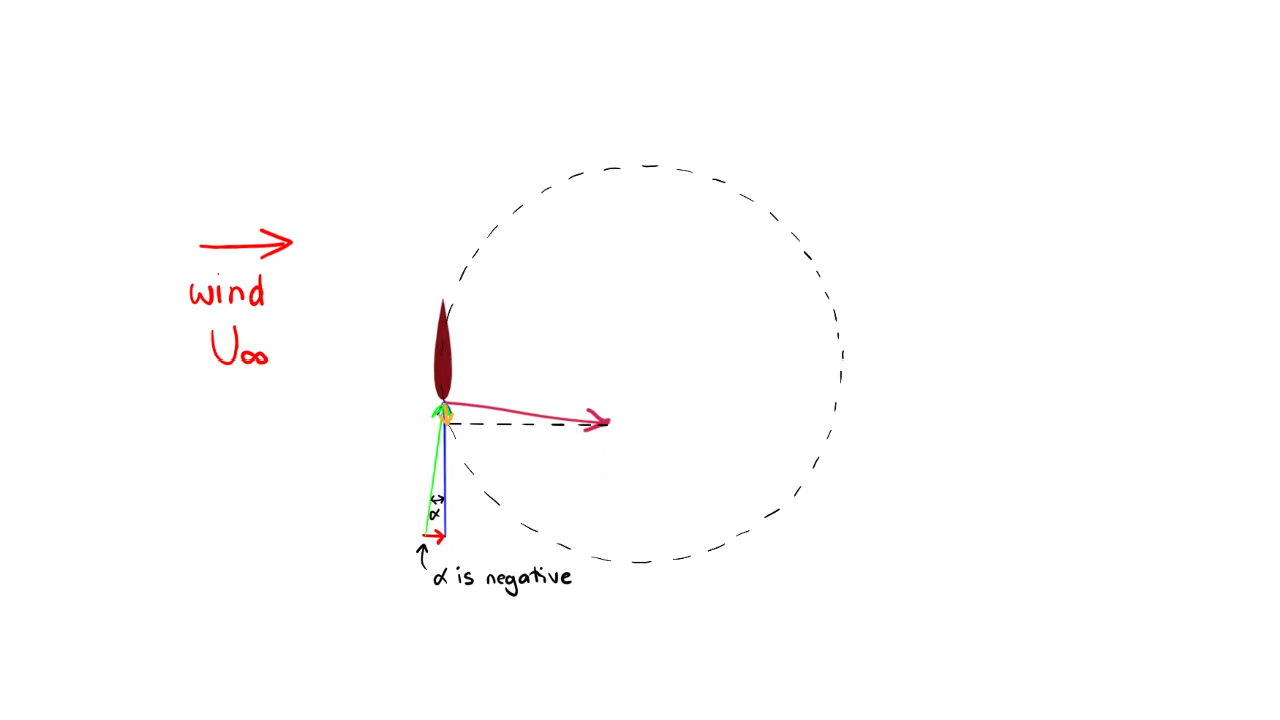 wind
U∞
α
α is negative